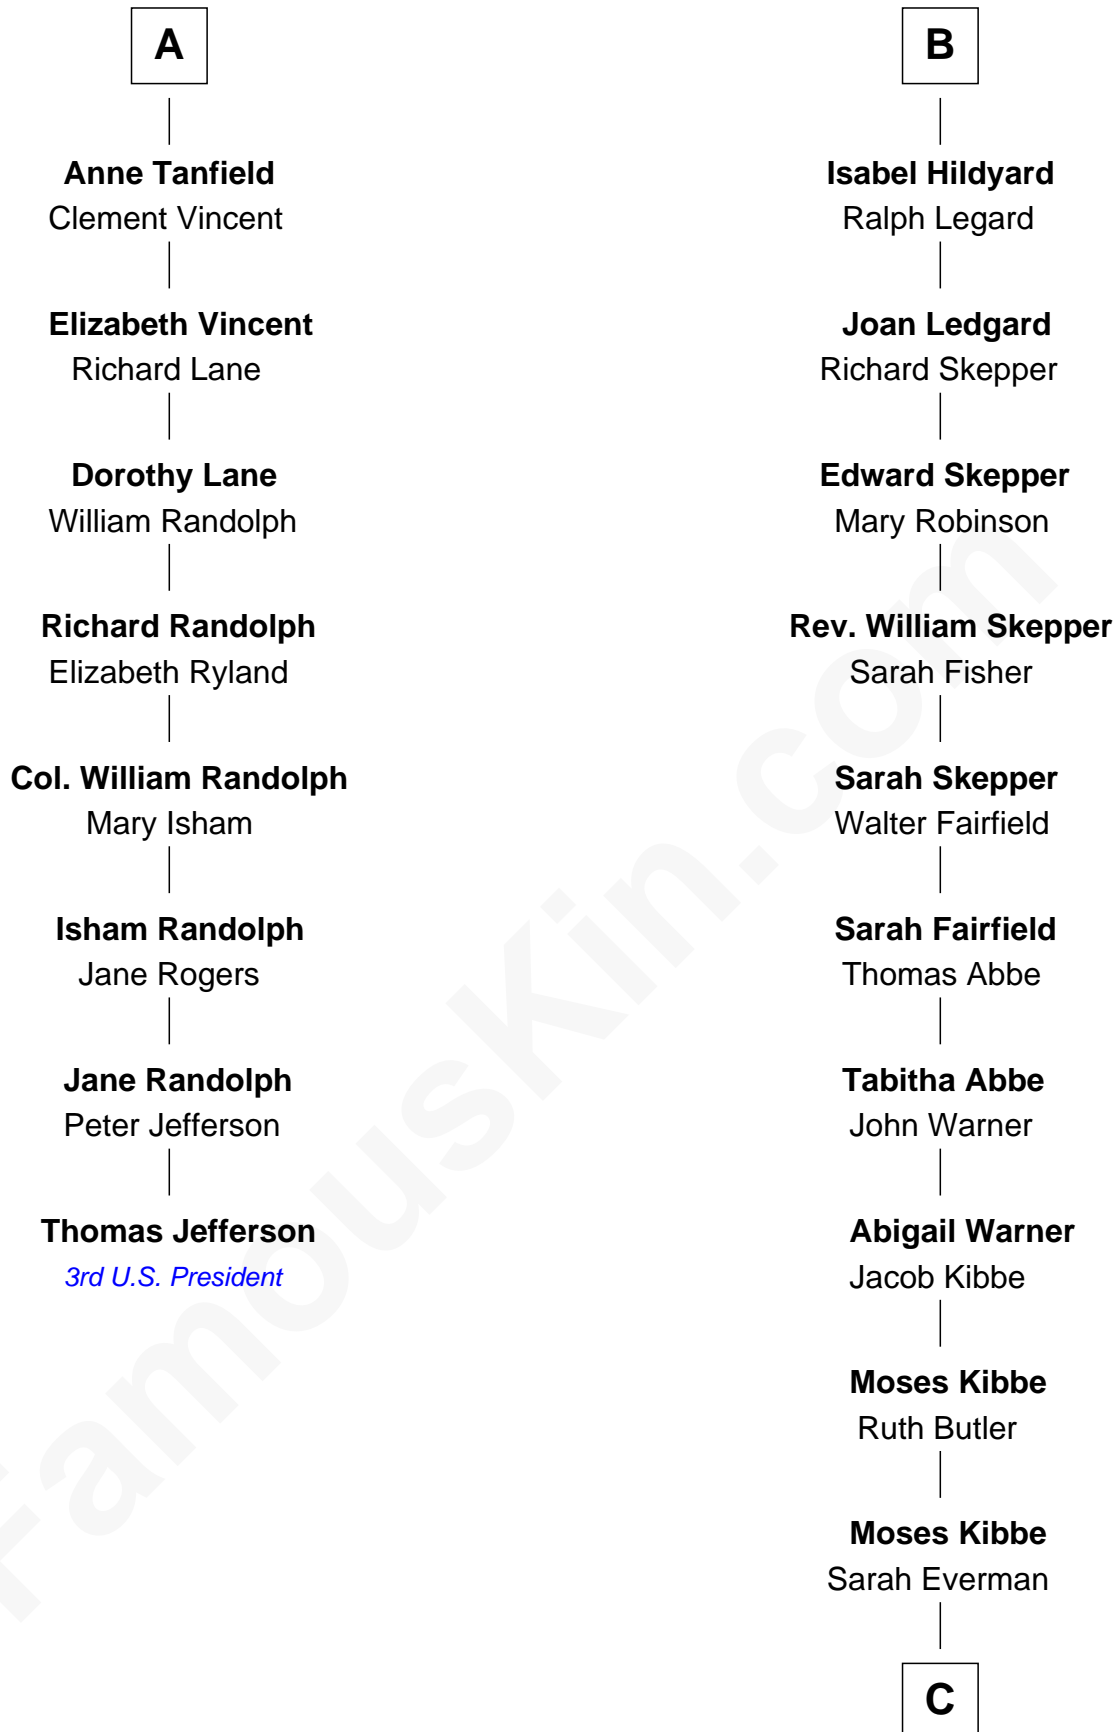 A
Anne Tanfield
Clement Vincent
Elizabeth Vincent
Richard Lane
Dorothy Lane
William Randolph
Richard Randolph
Elizabeth Ryland
Col. William Randolph
Mary Isham
Isham Randolph
Jane Rogers
Jane Randolph
Peter Jefferson
Thomas Jefferson
3rd U.S. President
B
Isabel Hildyard
Ralph Legard
Joan Ledgard
Richard Skepper
Edward Skepper
Mary Robinson
Rev. William Skepper
Sarah Fisher
Sarah Skepper
Walter Fairfield
Sarah Fairfield
Thomas Abbe
Tabitha Abbe
John Warner
Abigail Warner
Jacob Kibbe
Moses Kibbe
Ruth Butler
Moses Kibbe
Sarah Everman
C
FamousKin.com